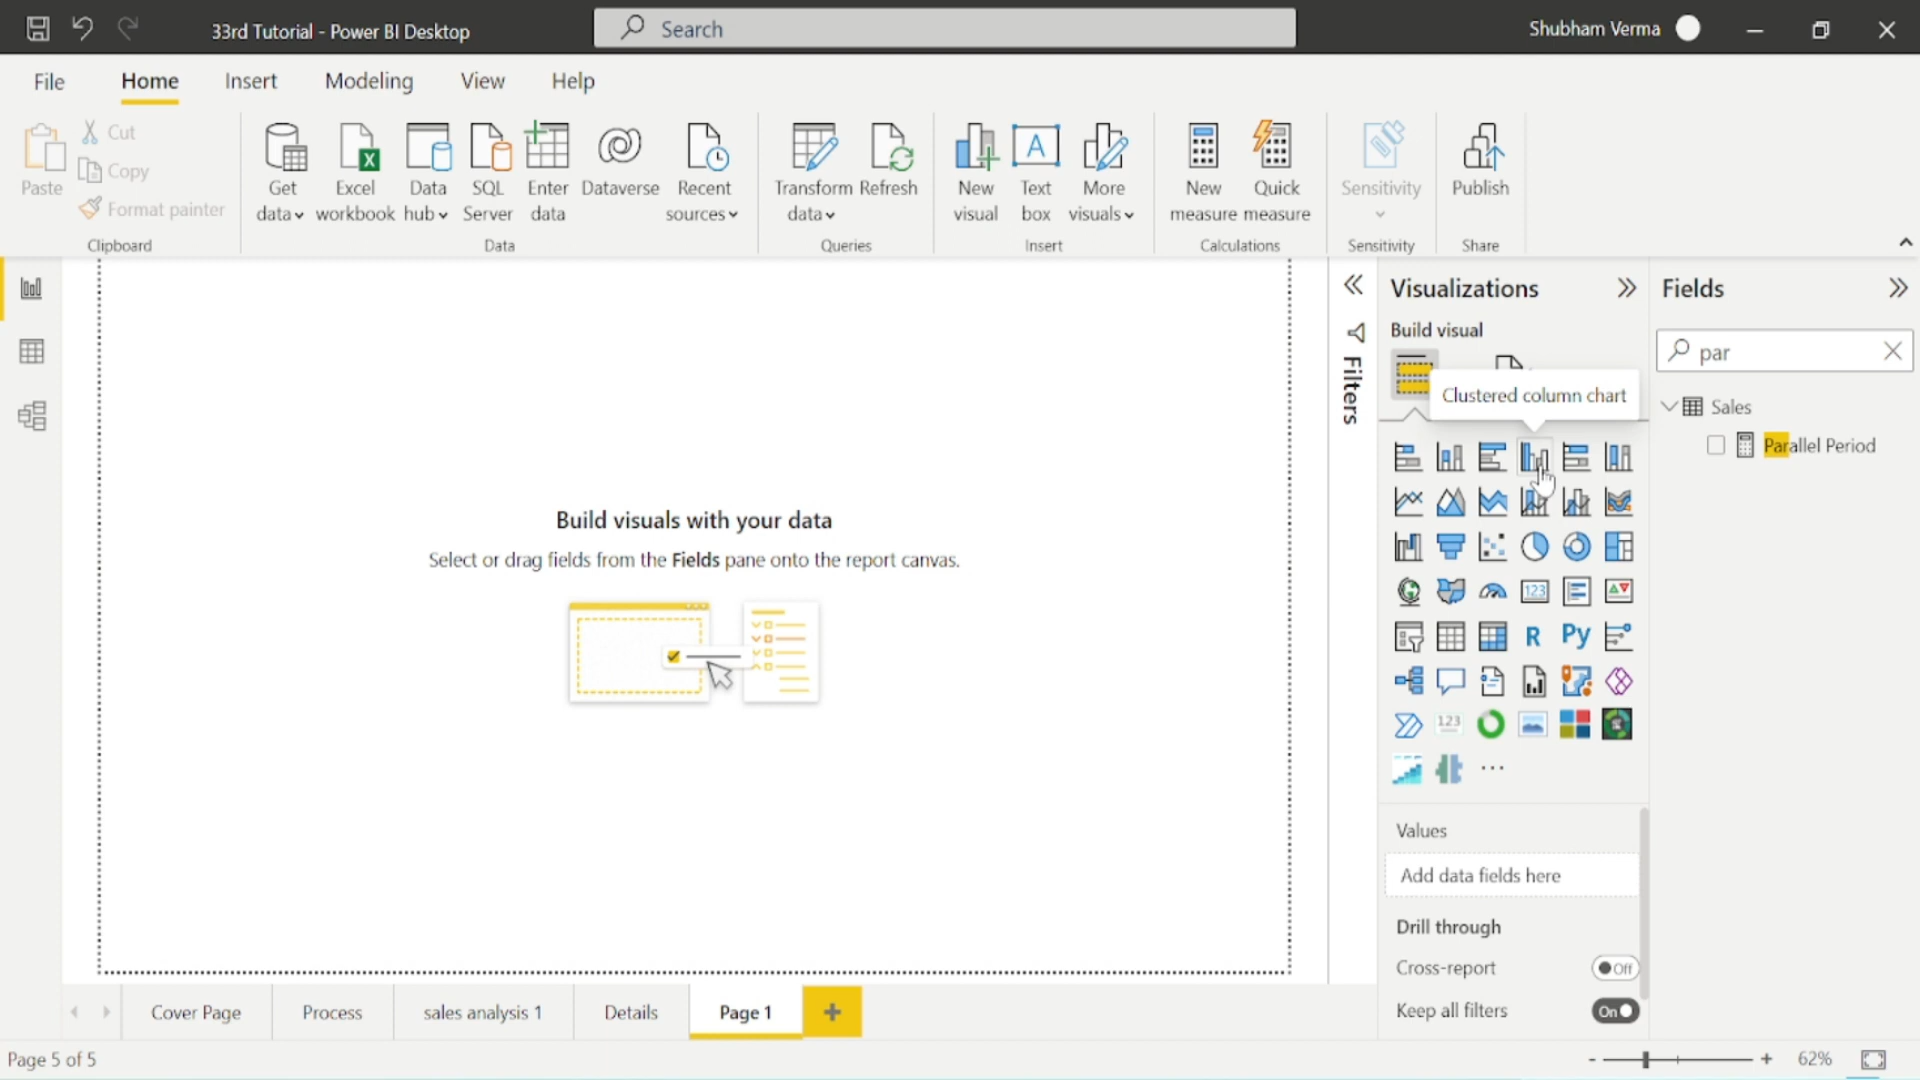 33rd Tutorial - Power BI Desktop
Search
Shubham Verma
File
Home
Insert
Modeling
View
Help
Paste
Cut
Copy
Format painter
Clipboard
Get data
Excel workbook
Data hub
SQL Server
Enter data
Dataverse
Recent sources
Data
Transform data
Refresh
Queries
New visual
Text box
More visuals
Insert
New measure
Quick measure
Calculations
Sensitivity
Sensitivity
Publish
Share
Build visuals with your data
Select or drag fields from the Fields pane onto the report canvas.
Filters
Visualizations
Build visual
Clustered column chart
123
R
Py
123
Values
Add data fields here
Drill through
Cross-report
Off
Keep all filters
On
Fields
par
Sales
Parallel Period
Cover Page
Process
sales analysis 1
Details
Page 1
Page 5 of 5
62%